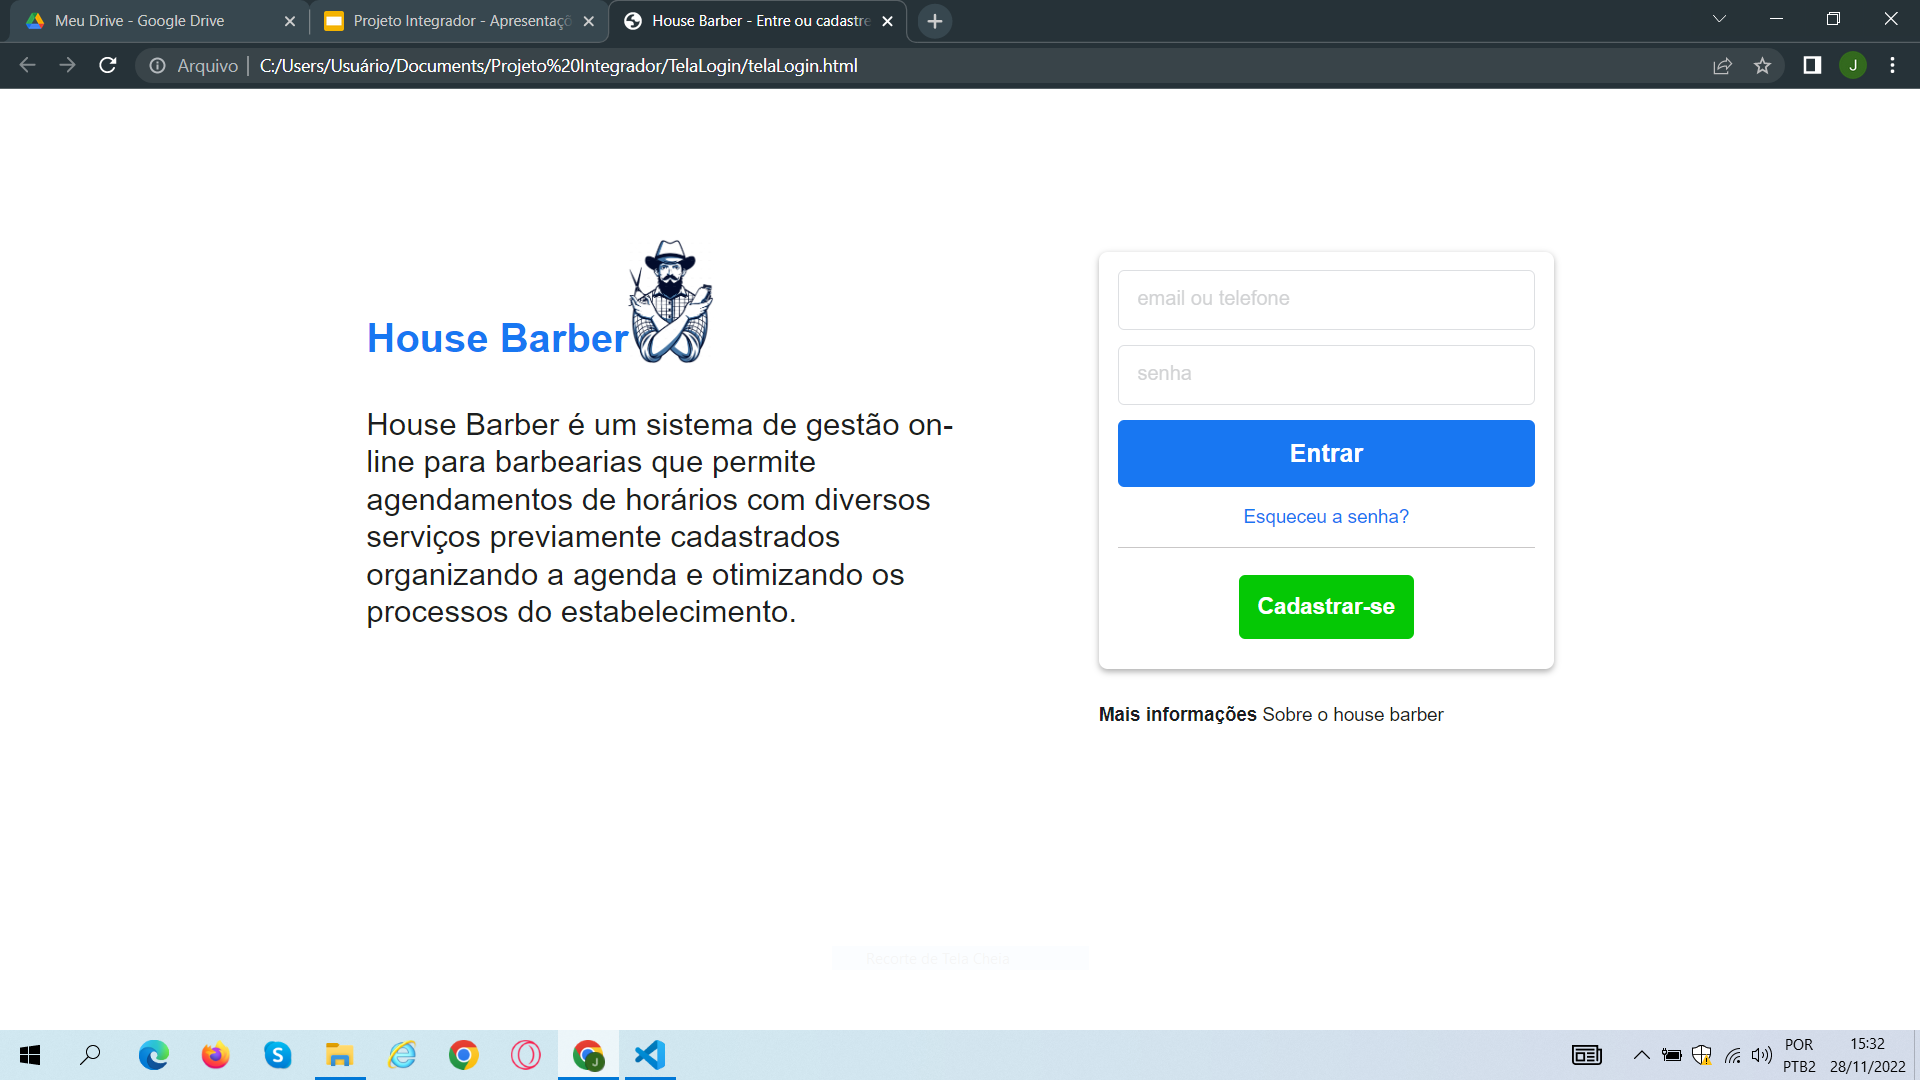 Meu Drive - Google Drive
Projeto Integrador - Apresentaçõ
House Barber - Entre ou cadastre
Arquivo
C:/Users/Usuário/Documents/Projeto%20Integrador/TelaLogin/telaLogin.html
J
House Barber
House Barber é um sistema de gestão on-
line para barbearias que permite
agendamentos de horários com diversos
serviços previamente cadastrados
organizando a agenda e otimizando os
processos do estabelecimento.
email ou telefone
senha
Entrar
Esqueceu a senha?
Cadastrar-se
Mais informações Sobre o house barber
Recorte de Tela Cheia
J
POR
PTB2
15:32
28/11/2022